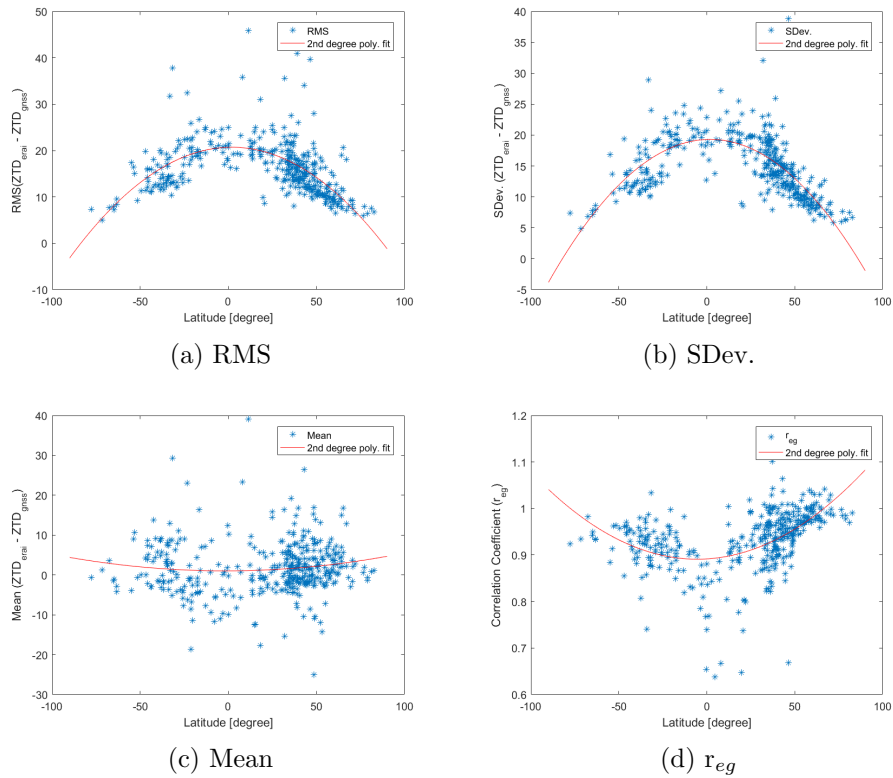 50
40
30
20
10
0
-10
RMS(ZTD_erai - ZTD_gnss)
RMS
2nd degree poly. fit
-100 -50 0 50 100
Latitude [degree]
(a) RMS
40
35
30
25
20
15
10
5
0
-5
SDev. (ZTD_erai - ZTD_gnss)
SDev.
2nd degree poly. fit
-100 -50 0 50 100
Latitude [degree]
(b) SDev.
40
30
20
10
0
-10
-20
-30
Mean (ZTD_erai - ZTD_gnss)
Mean
2nd degree poly. fit
-100 -50 0 50 100
Latitude [degree]
(c) Mean
1.2
1.1
1
0.9
0.8
0.7
0.6
Correlation Coefficient (r_eg)
r_eg
2nd degree poly. fit
-100 -50 0 50 100
Latitude [degree]
(d) r_eg